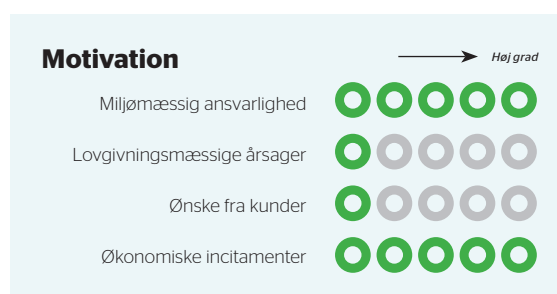 Motivation
Høj grad
Miljømæssig ansvarlighed
Lovgivningsmæssige årsager
Ønske fra kunder
Økonomiske incitamenter